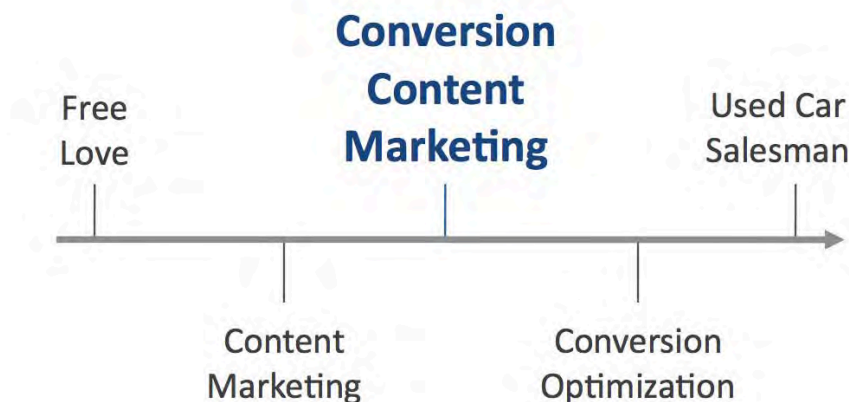 Conversion
Content
Marketing
Free
Love
Used Car
Salesman
Content
Marketing
Conversion
Optimization